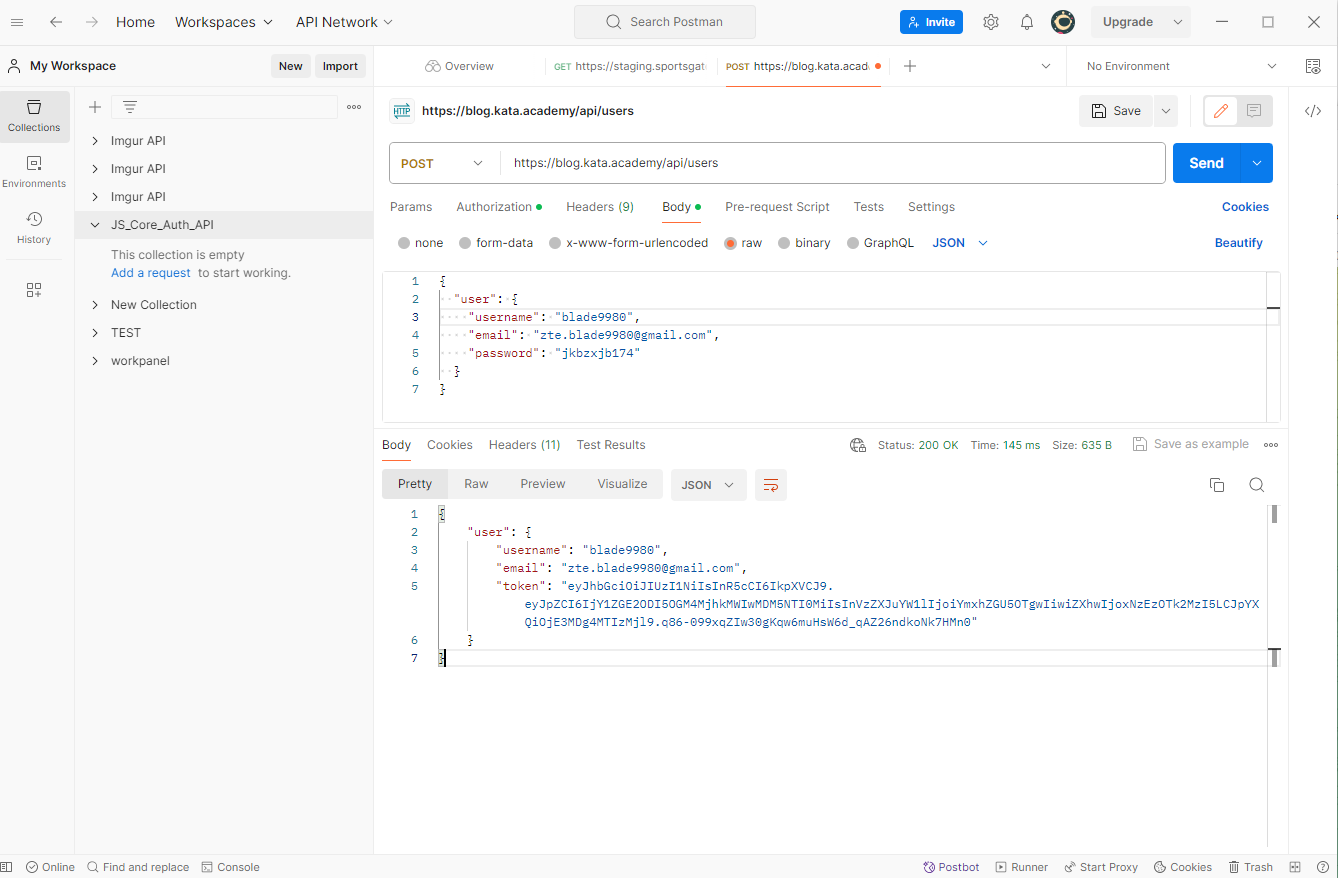 Home Workspaces API Network Search Postman Invite Upgrade
My Workspace New Import Overview GET https://staging.sportsgat POST https://blog.kata.acad No Environment
Collections
Environments
History
Imgur API
Imgur API
Imgur API
JS_Core_Auth_API
This collection is empty
Add a request to start working.
New Collection
TEST
workpanel
HTTP https://blog.kata.academy/api/users Save
POST https://blog.kata.academy/api/users Send
Params Authorization Headers (9) Body Pre-request Script Tests Settings Cookies
none form-data x-www-form-urlencoded raw binary GraphQL JSON Beautify
1 {
2 "user": {
3 "username": "blade9980",
4 "email": "zte.blade9980@gmail.com",
5 "password": "jkbzxjb174"
6 }
7 }
Body Cookies Headers (11) Test Results Status: 200 OK Time: 145 ms Size: 635 B Save as example
Pretty Raw Preview Visualize JSON
1 {
2 "user": {
3 "username": "blade9980",
4 "email": "zte.blade9980@gmail.com",
5 "token": "eyJhbGciOiJIUzI1NiIsInR5cCI6IkpXVCJ9.
eyJpZCI6IjY1ZGE2ODI5OGM4MjhkMWIwMDM5NTI0MiIsInVzZXJuYW1lIjoiYmxhZGU5OTgwIiwiZXhwIjoxNzEzOTk2MzI5LCJpYX
QiOjE3MDg4MTIzMjl9.q86-099xqZIw30gKqw6muHsW6d_qAZ26ndkoNk7HMn0"
6 }
7 }
Online Find and replace Console Postbot Runner Start Proxy Cookies Trash